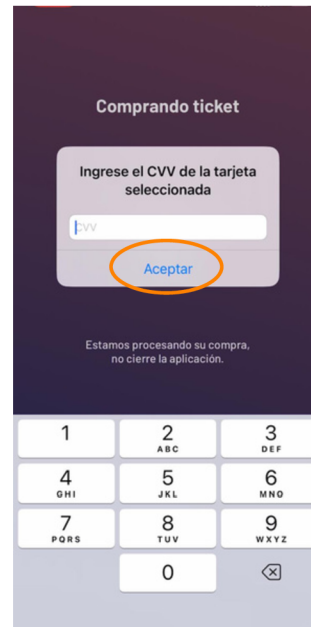 Comprando ticket
Ingrese el CVV de la tarjeta
seleccionada
CVV
Aceptar
Estamos procesando su compra,
no cierre la aplicación.
1 2 3
ABC DEF
4 5 6
GHI JKL MNO
7 8 9
PQRS TUV WXYZ
0